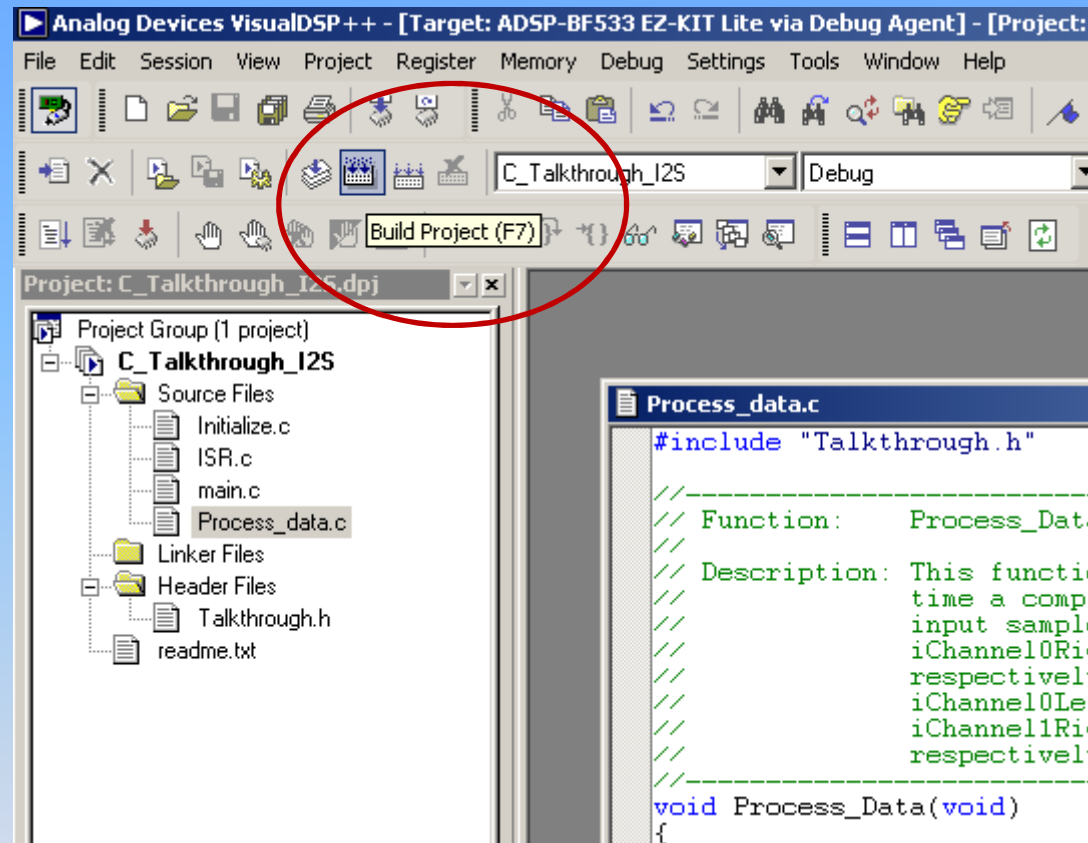 Analog Devices VisualDSP++ - [Target: ADSP-BF533 EZ-KIT Lite via Debug Agent] - [Project:
File Edit Session View Project Register Memory Debug Settings Tools Window Help
C_Talkthrough_I2S Debug
Build Project (F7)
Project: C_Talkthrough_I2S.dpj
Project Group (1 project)
C_Talkthrough_I2S
Source Files
Initialize.c
ISR.c
main.c
Process_data.c
Linker Files
Header Files
Talkthrough.h
readme.txt
Process_data.c
#include "Talkthrough.h"
//--------------------------
// Function: Process_Dat
//
// Description: This functi
// time a comp
// input sampl
// iChannel0Ri
// respectivel
// iChannel0Le
// iChannel1Ri
// respectivel
//--------------------------
void Process_Data(void)
{